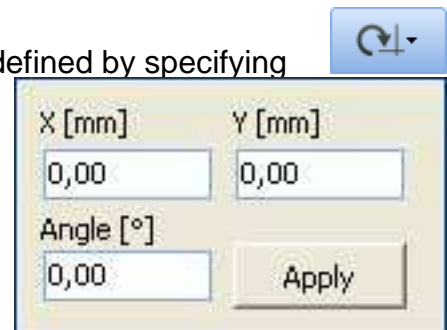 defined by specifying
X [mm] Y [mm]
0,00 0,00
Angle [°]
0,00 Apply